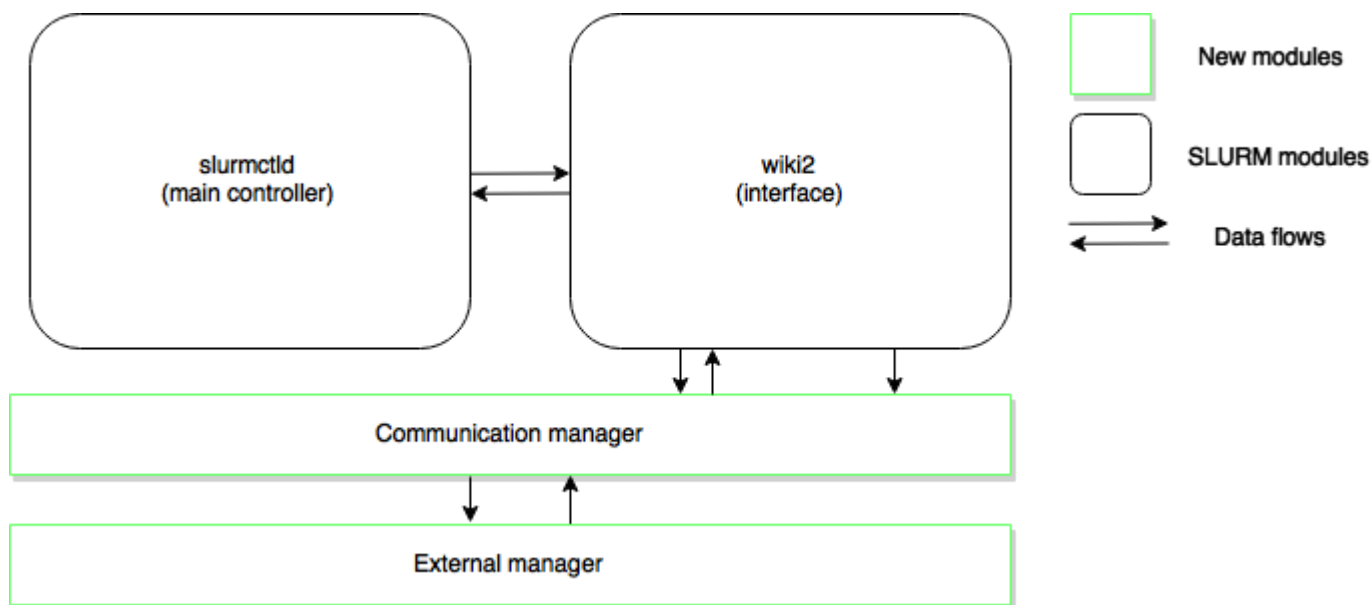 slurmctld
(main controller)
wiki2
(interface)
New modules
SLURM modules
Data flows
Communication manager
External manager